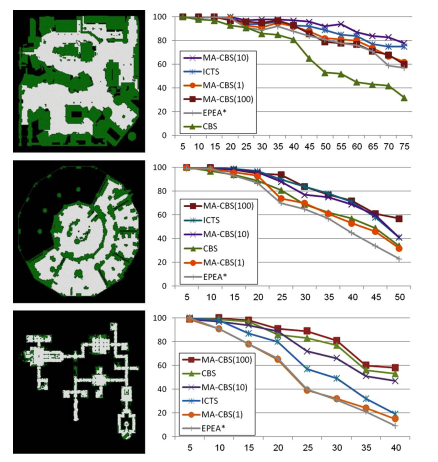 100
80
60
40
20
0
MA-CBS(10)
ICTS
MA-CBS(1)
MA-CBS(100)
EPEA*
CBS
5 10 15 20 25 30 35 40 45 50 55 60 65 70 75
100
80
60
40
20
0
MA-CBS(100)
ICTS
MA-CBS(10)
CBS
MA-CBS(1)
EPEA*
5 10 15 20 25 30 35 40 45 50
100
80
60
40
20
0
MA-CBS(100)
CBS
MA-CBS(10)
ICTS
MA-CBS(1)
EPEA*
5 10 15 20 25 30 35 40